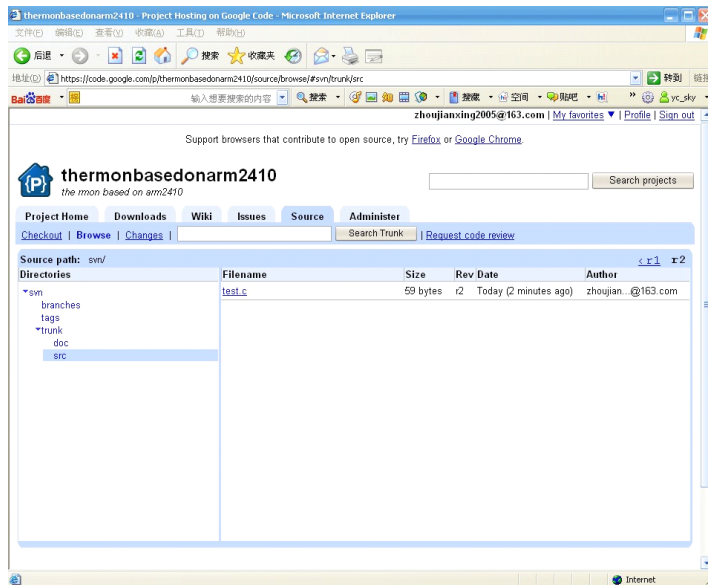 thermonbasedonarm2410 - Project Hosting on Google Code - Microsoft Internet Explorer
文件(F) 编辑(E) 查看(V) 收藏(A) 工具(T) 帮助(H)
后退 搜索 收藏夹
地址(D) https://code.google.com/p/thermonbasedonarm2410/source/browse/#svn/trunk/src 转到 链接
Bai百度 输入想要搜索的内容 搜索 搜藏 空间 贴吧 hi » yc_sky
zhoujianxing2005@163.com | My favorites ▼ | Profile | Sign out
Support browsers that contribute to open source, try Firefox or Google Chrome.
{P} thermonbasedonarm2410
the rmon based on arm2410
Search projects
Project Home Downloads Wiki Issues Source Administer
Checkout | Browse | Changes | Search Trunk | Request code review
Source path: svn/ ‹ r1 r2
Directories Filename Size Rev Date Author
svn test.c 59 bytes r2 Today (2 minutes ago) zhoujian...@163.com
branches
tags
trunk
doc
src
Internet